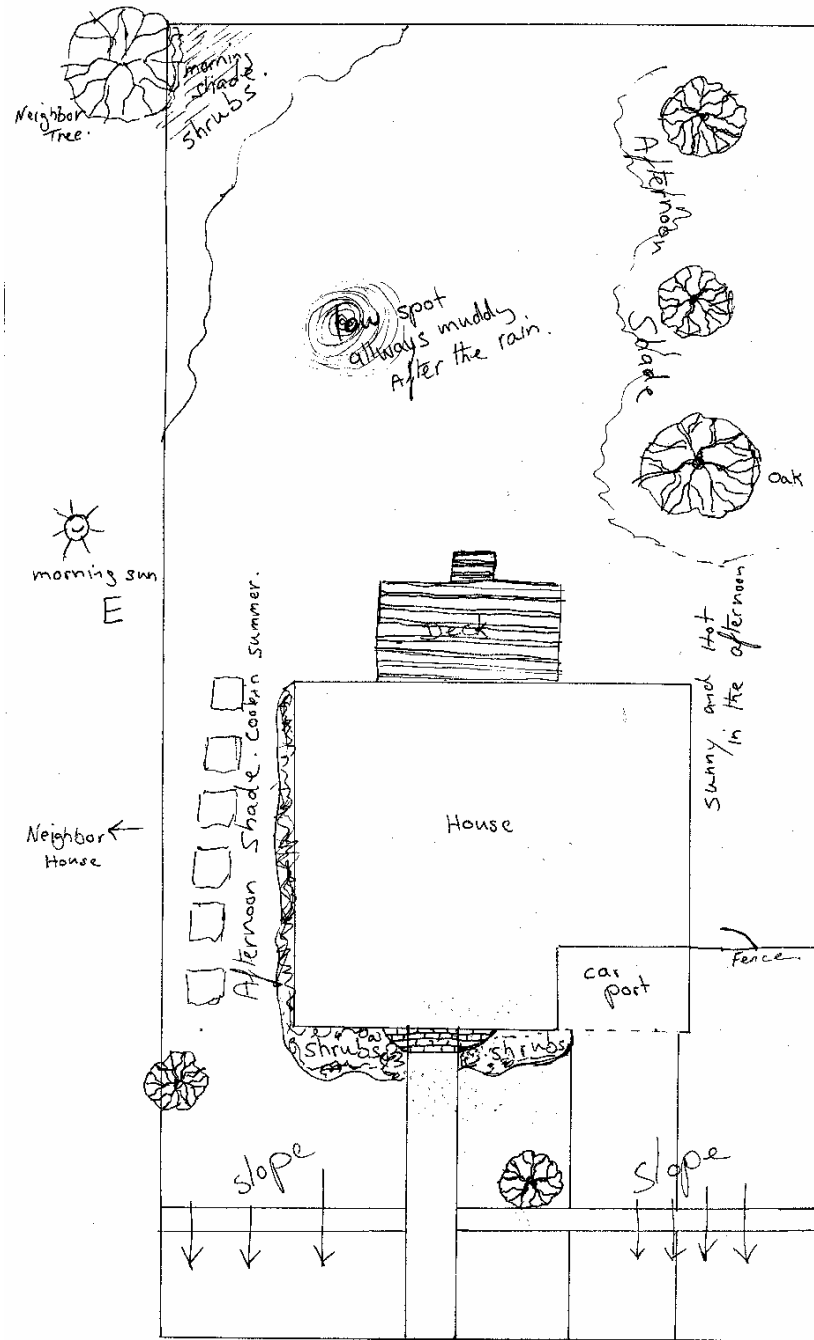 morning
shade.
shrubs
Neighbor
Tree.
Afternoon
Shade
low spot
allways muddy.
After the rain.
Oak
morning sun
E
Deck
Sunny and Hot
in the afternoon
Afternoon Shade. Cool in summer.
House
Neighbor
House
car
port
Fence.
shrubs
shrubs
slope
slope